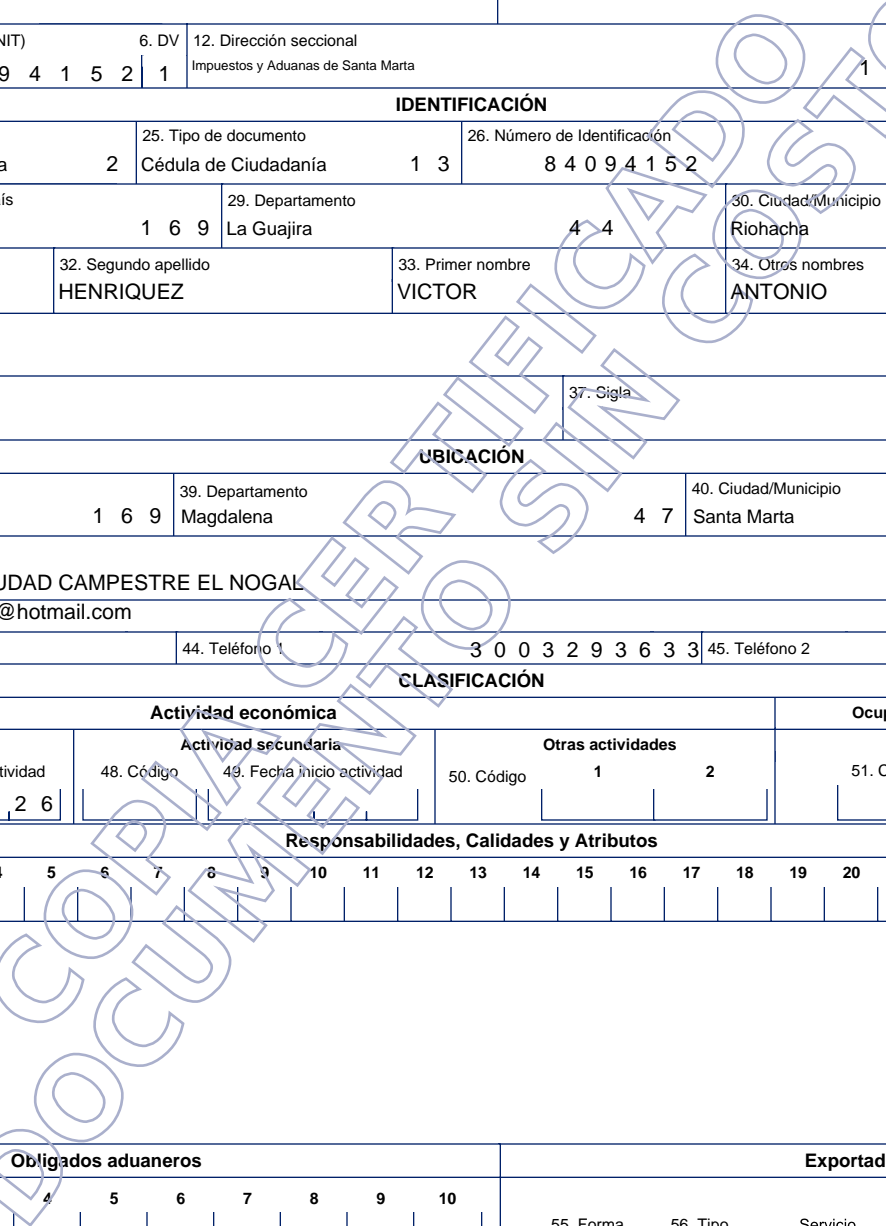 NIT) 6. DV 12. Dirección seccional
9 4 1 5 2 1 Impuestos y Aduanas de Santa Marta 1
IDENTIFICACIÓN
25. Tipo de documento 26. Número de Identificación
a 2 Cédula de Ciudadanía 1 3 8 4 0 9 4 1 5 2
ís 29. Departamento 30. Ciudad/Municipio
1 6 9 La Guajira 4 4 Riohacha
32. Segundo apellido 33. Primer nombre 34. Otros nombres
HENRIQUEZ VICTOR ANTONIO
37. Sigla
UBICACIÓN
39. Departamento 40. Ciudad/Municipio
1 6 9 Magdalena 4 7 Santa Marta
UDAD CAMPESTRE EL NOGAL
@hotmail.com
44. Teléfono 1 3 0 0 3 2 9 3 6 3 3 45. Teléfono 2
CLASIFICACIÓN
Actividad económica Ocup
Actividad secundaria Otras actividades
tividad 48. Código 49. Fecha inicio actividad 50. Código 1 2 51. C
2 6
Responsabilidades, Calidades y Atributos
4 5 6 7 8 9 10 11 12 13 14 15 16 17 18 19 20
Obligados aduaneros Exportad
4 5 6 7 8 9 10
55. Forma 56. Tipo Servicio
COPIA CERTIFICADO
DOCUMENTO SIN COSTO